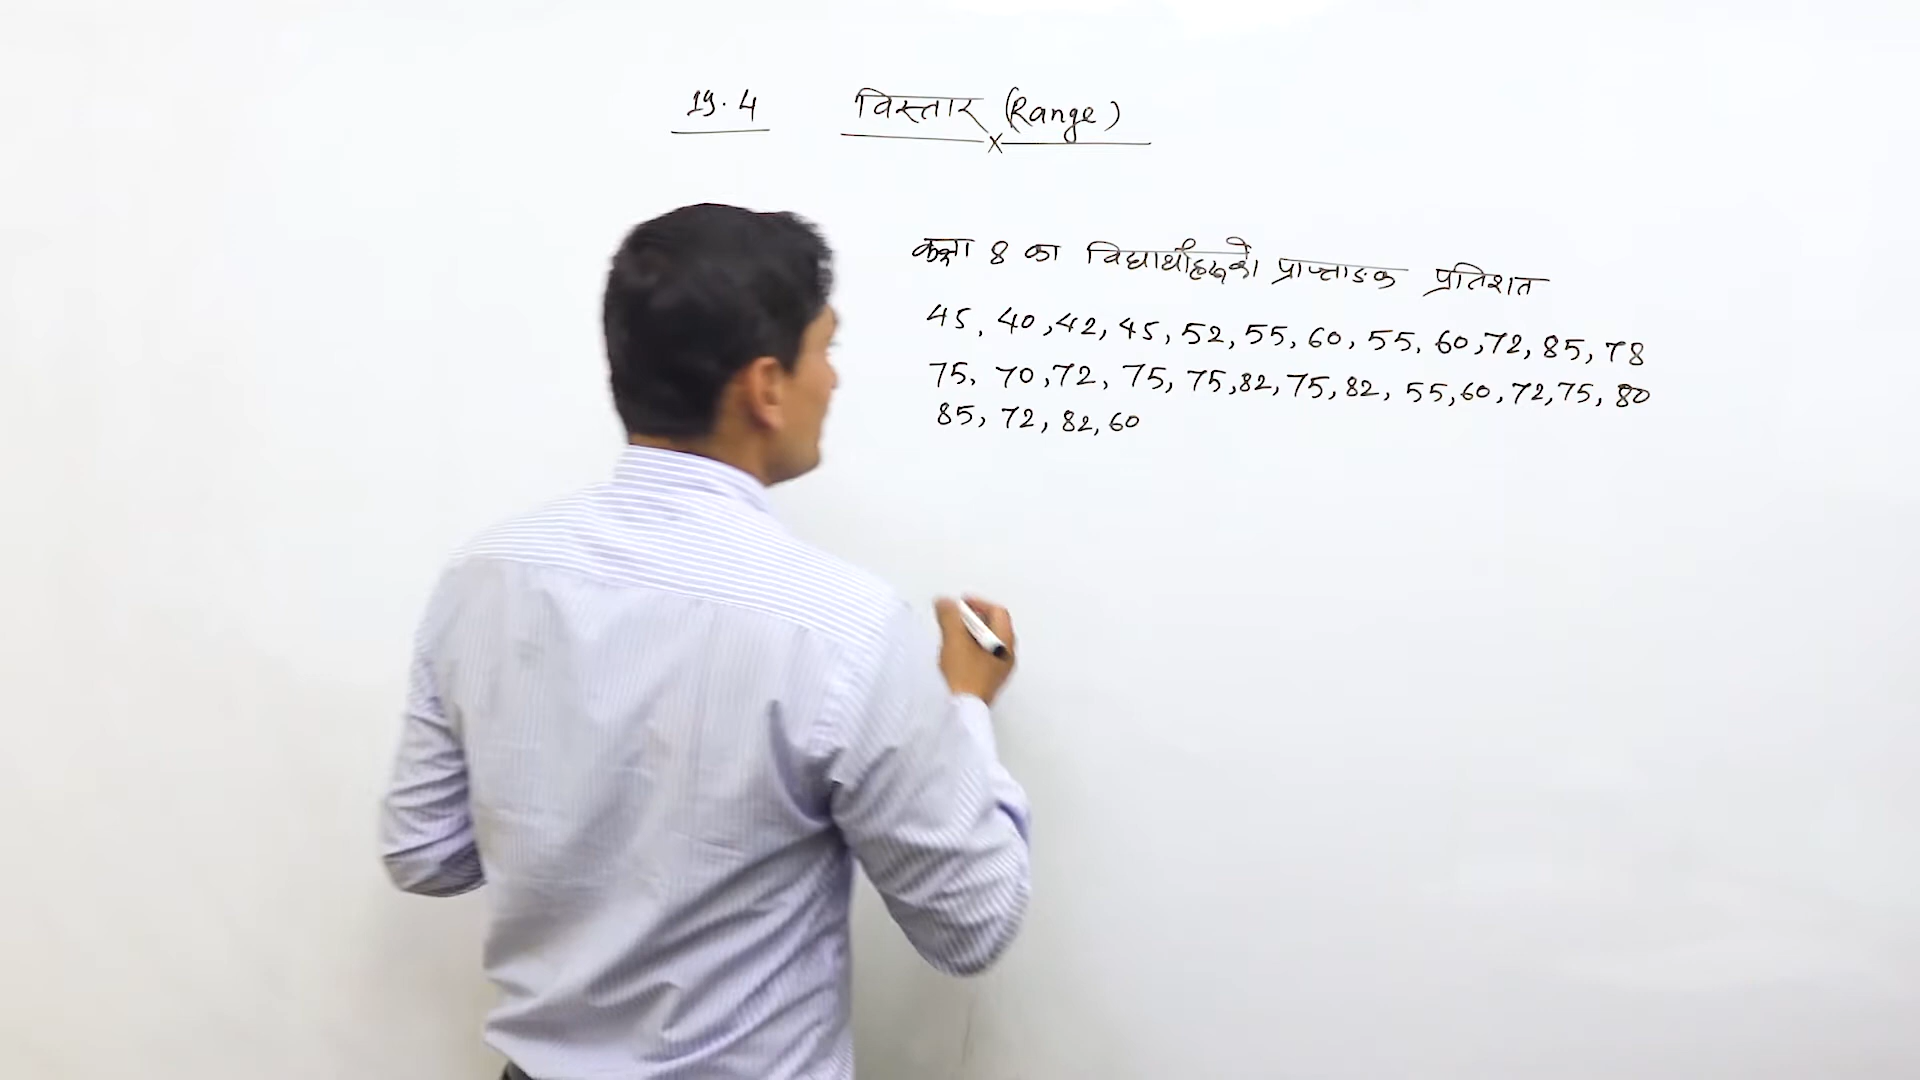 19.4 विस्तार (Range)
कक्षा 8 का विद्यार्थीहरूको प्राप्ताङक प्रतिशत
45, 40, 42, 45, 52, 55, 60, 55, 60, 72, 85, 78
75, 70, 72, 75, 75, 82, 75, 82, 55, 60, 72, 75, 80
85, 72, 82, 60